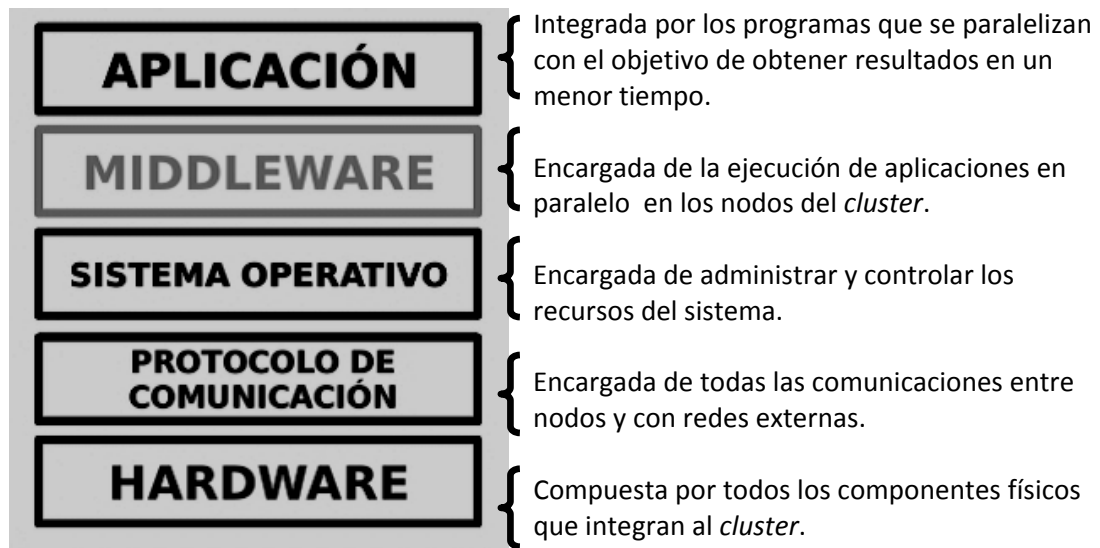 APLICACIÓN
Integrada por los programas que se paralelizan
con el objetivo de obtener resultados en un
menor tiempo.
MIDDLEWARE
Encargada de la ejecución de aplicaciones en
paralelo en los nodos del cluster.
SISTEMA OPERATIVO
Encargada de administrar y controlar los
recursos del sistema.
PROTOCOLO DE
COMUNICACIÓN
Encargada de todas las comunicaciones entre
nodos y con redes externas.
HARDWARE
Compuesta por todos los componentes físicos
que integran al cluster.